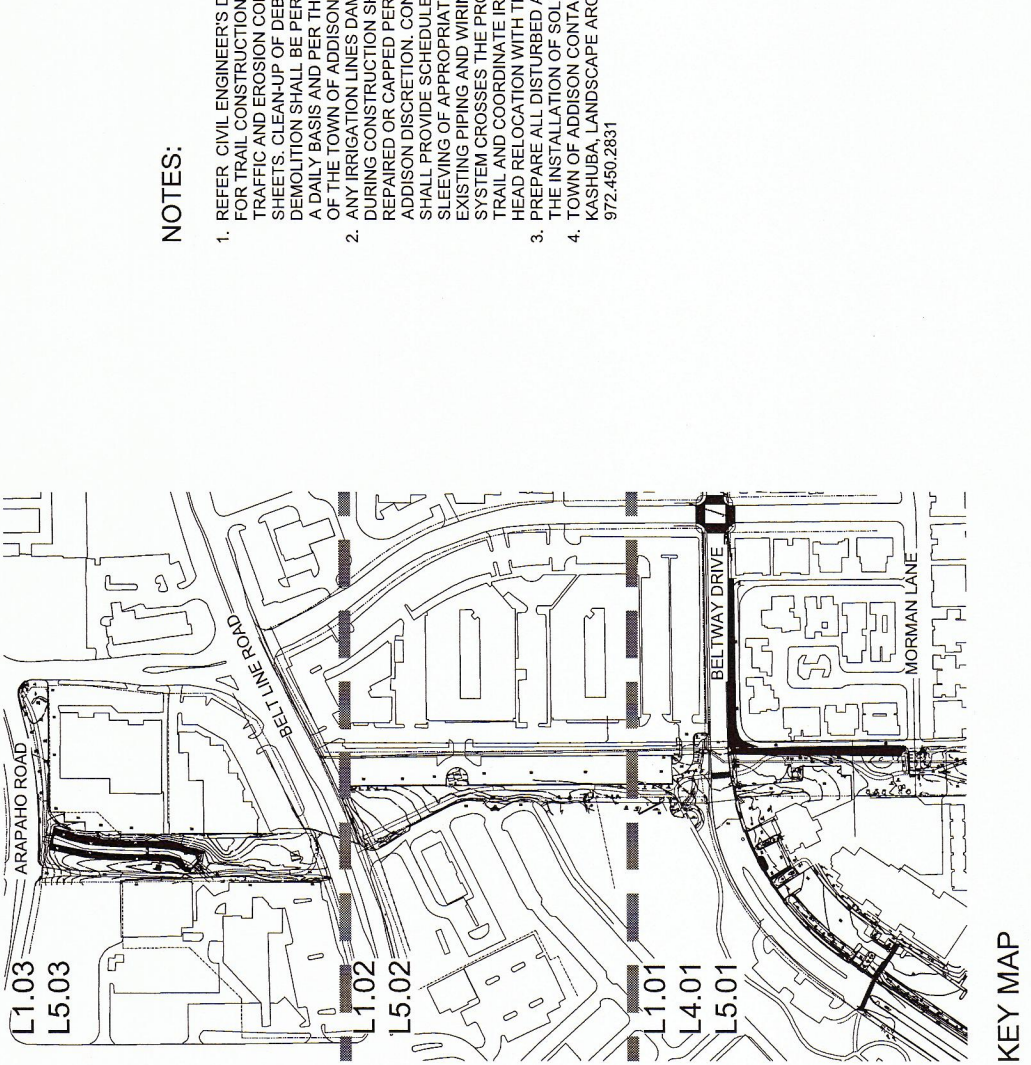 NOTES:
1. REFER CIVIL ENGINEER'S D
FOR TRAIL CONSTRUCTION
TRAFFIC AND EROSION CO
SHEETS. CLEAN-UP OF DEB
DEMOLITION SHALL BE PER
A DAILY BASIS AND PER TH
OF THE TOWN OF ADDISON
2. ANY IRRIGATION LINES DAM
DURING CONSTRUCTION SH
REPAIRED OR CAPPED PER
ADDISON DISCRETION. CON
SHALL PROVIDE SCHEDULE
SLEEVING OF APPROPRIAT
EXISTING PIPING AND WIRIN
SYSTEM CROSSES THE PRO
TRAIL AND COORDINATE IR
HEAD RELOCATION WITH T
3. PREPARE ALL DISTURBED A
THE INSTALLATION OF SOL
4. TOWN OF ADDISON CONTA
KASHUBA, LANDSCAPE ARC
972.450.2831
L1.03
L5.03
ARAPAHO ROAD
BELT LINE ROAD
L1.02
L5.02
L1.01
L4.01
L5.01
BELTWAY DRIVE
MORMAN LANE
KEY MAP